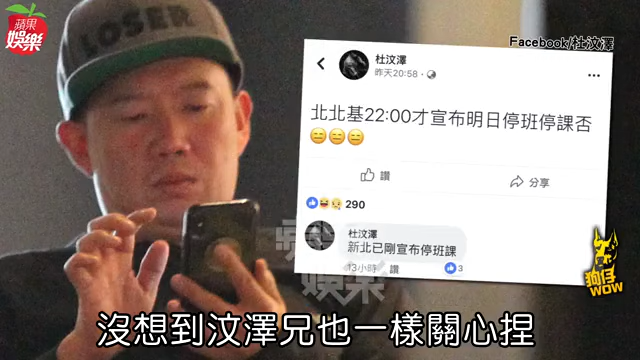 蘋果
娛樂
LOSER
Facebook/杜汶澤
杜汶澤
昨天20:58
北北基22:00才宣布明日停班停課否
讚
分享
290
杜汶澤
新北已剛宣布停班課
13小時 讚
3
蘋果
娛樂
狗仔
WOW
沒想到汶澤兄也一樣關心捏